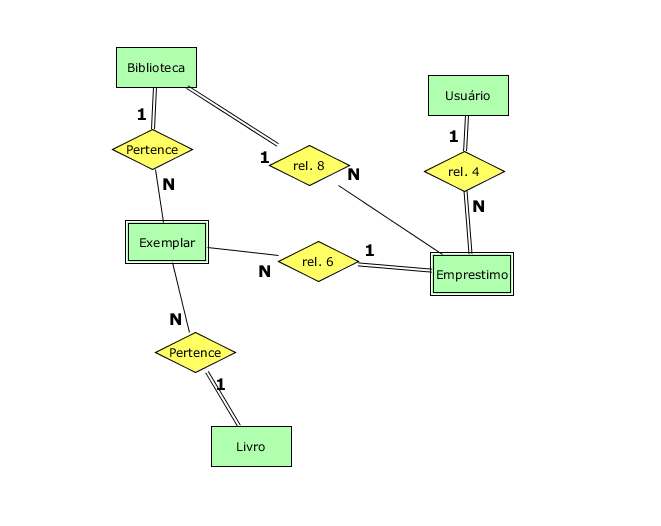 Biblioteca
Usuário
1
1
Pertence
1
rel. 8
N
rel. 4
N
N
Exemplar
1
N
rel. 6
Emprestimo
N
Pertence
1
Livro